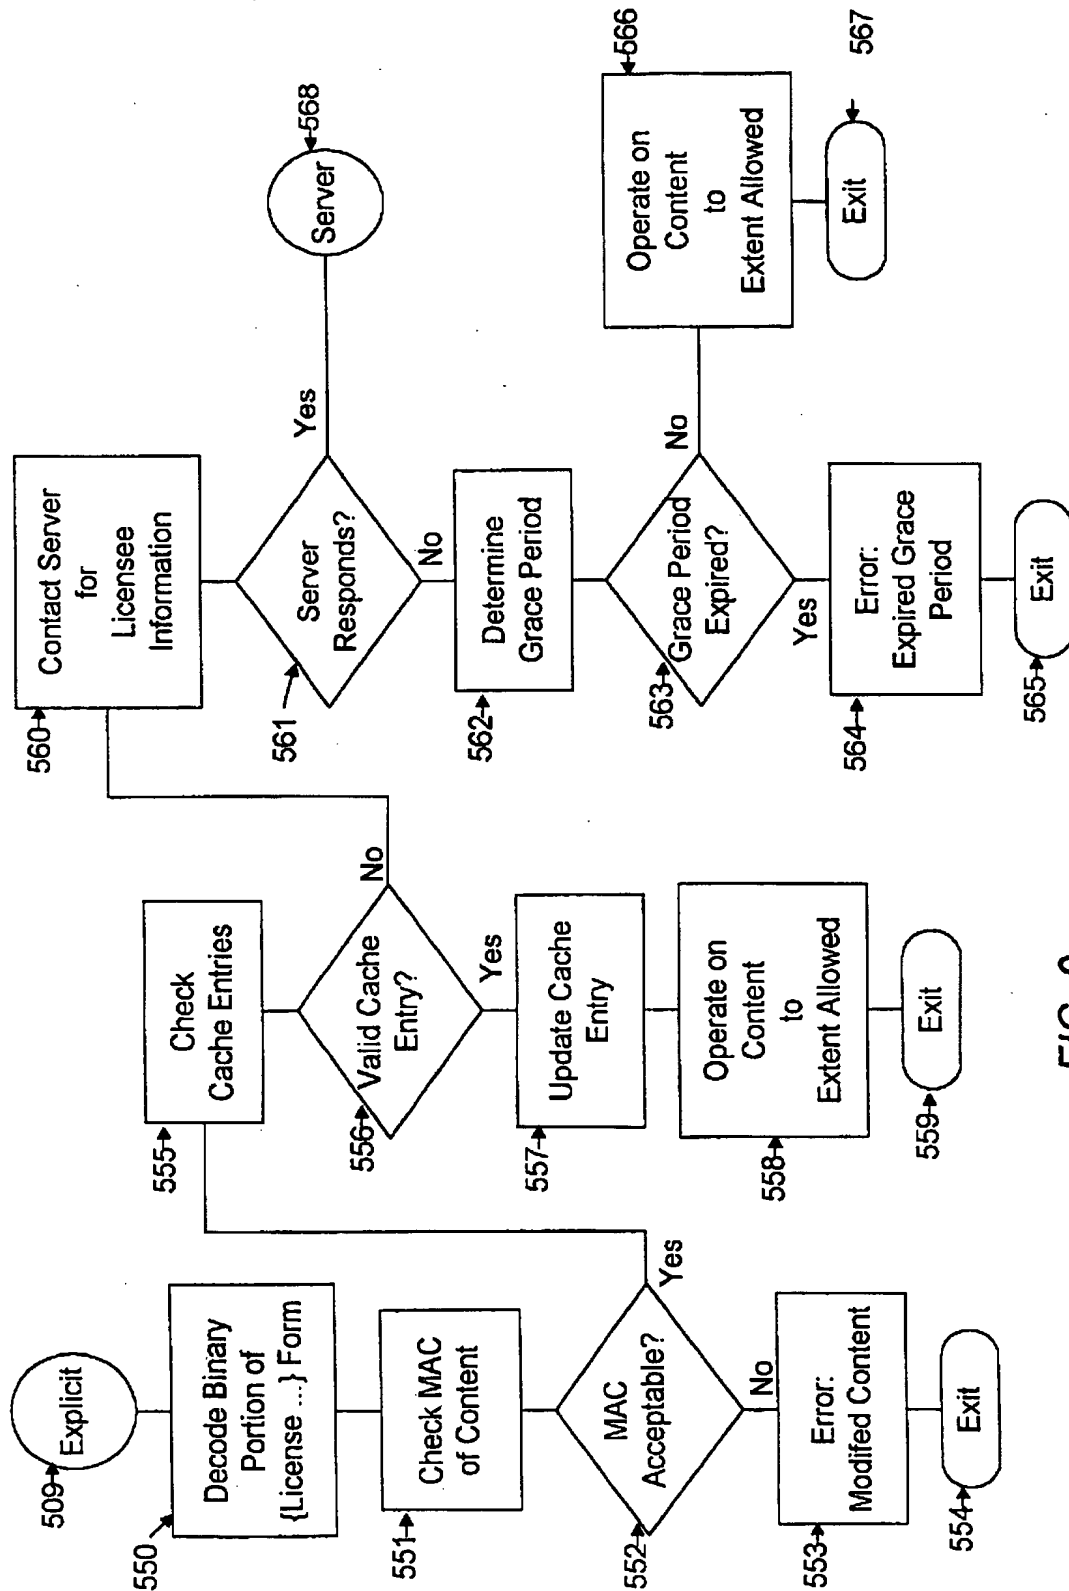 509
Explicit
550
Decode Binary
Portion of
{License ...} Form
551
Check MAC
of Content
552
MAC
Acceptable?
Yes
No
553
Error:
Modifed Content
554
Exit
555
Check
Cache Entries
556
Valid Cache
Entry?
No
Yes
557
Update Cache
Entry
558
Operate on
Content
to
Extent Allowed
559
Exit
560
Contact Server
for
Licensee
Information
561
Server
Responds?
Yes
Server
568
No
562
Determine
Grace Period
563
Grace Period
Expired?
No
Yes
564
Error:
Expired Grace
Period
565
Exit
566
Operate on
Content
to
Extent Allowed
567
Exit